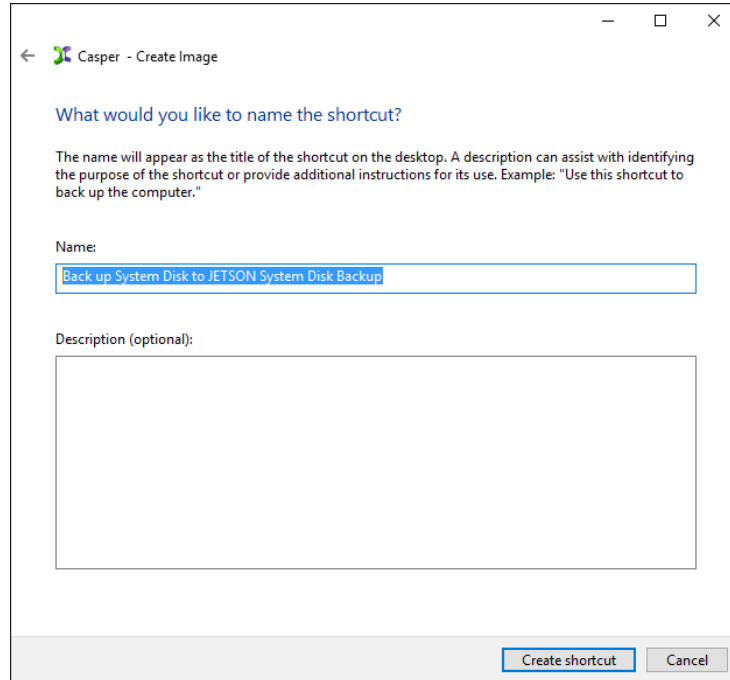 Casper - Create Image
What would you like to name the shortcut?
The name will appear as the title of the shortcut on the desktop. A description can assist with identifying
the purpose of the shortcut or provide additional instructions for its use. Example: "Use this shortcut to
back up the computer."
Name:
Back up System Disk to JETSON System Disk Backup
Description (optional):
Create shortcut
Cancel